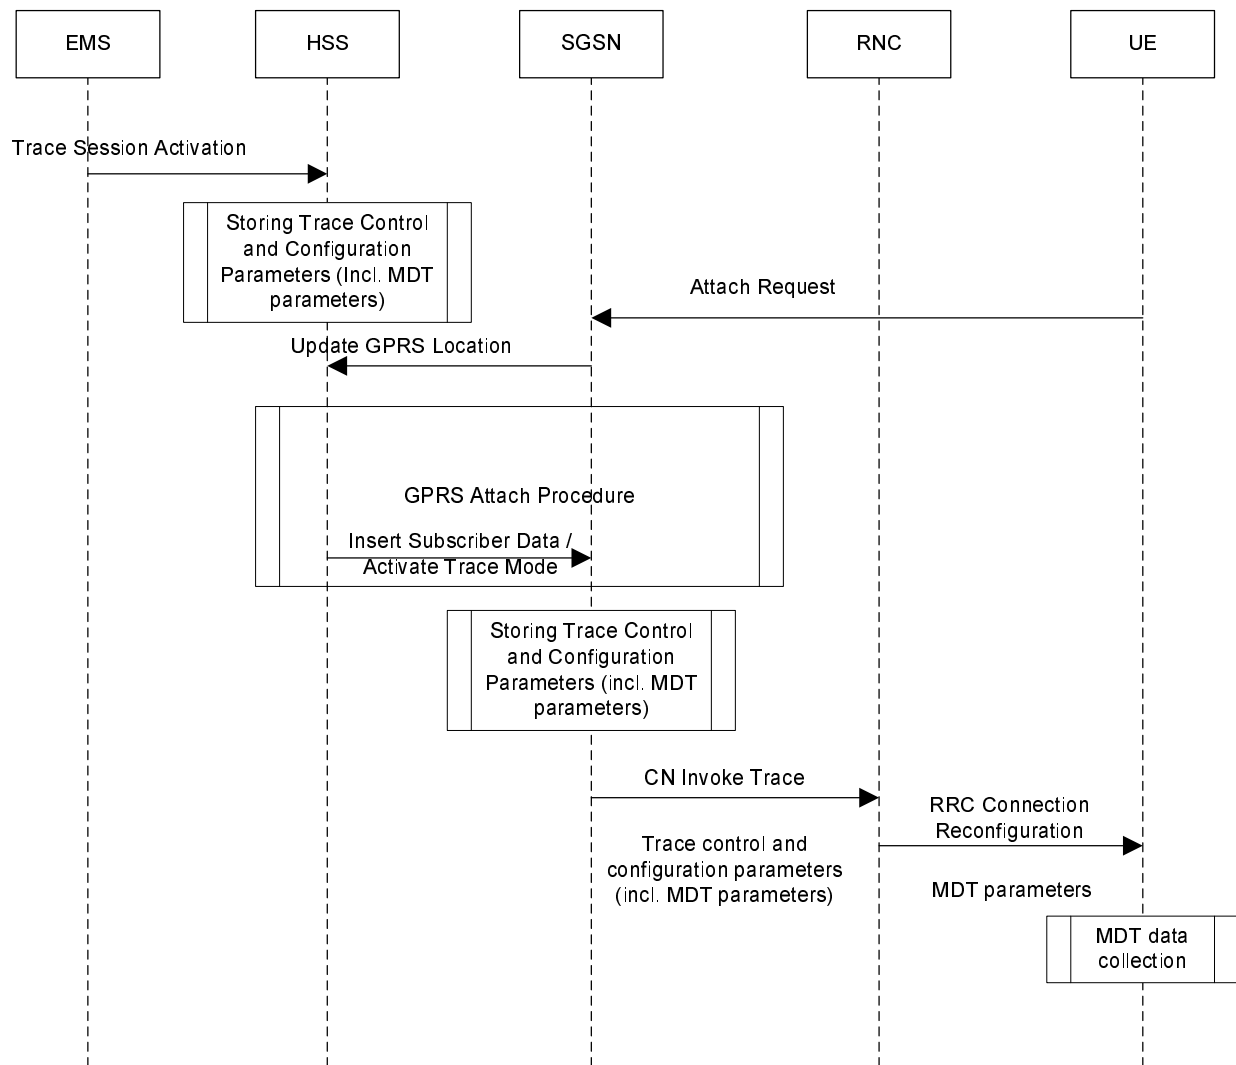 EMS
HSS
SGSN
RNC
UE
Trace Session Activation
Storing Trace Control
and Configuration
Parameters (Incl. MDT
parameters)
Attach Request
Update GPRS Location
GPRS Attach Procedure
Insert Subscriber Data /
Activate Trace Mode
Storing Trace Control
and Configuration
Parameters (incl. MDT
parameters)
CN Invoke Trace
RRC Connection
Reconfiguration
Trace control and
configuration parameters
(incl. MDT parameters)
MDT parameters
MDT data
collection